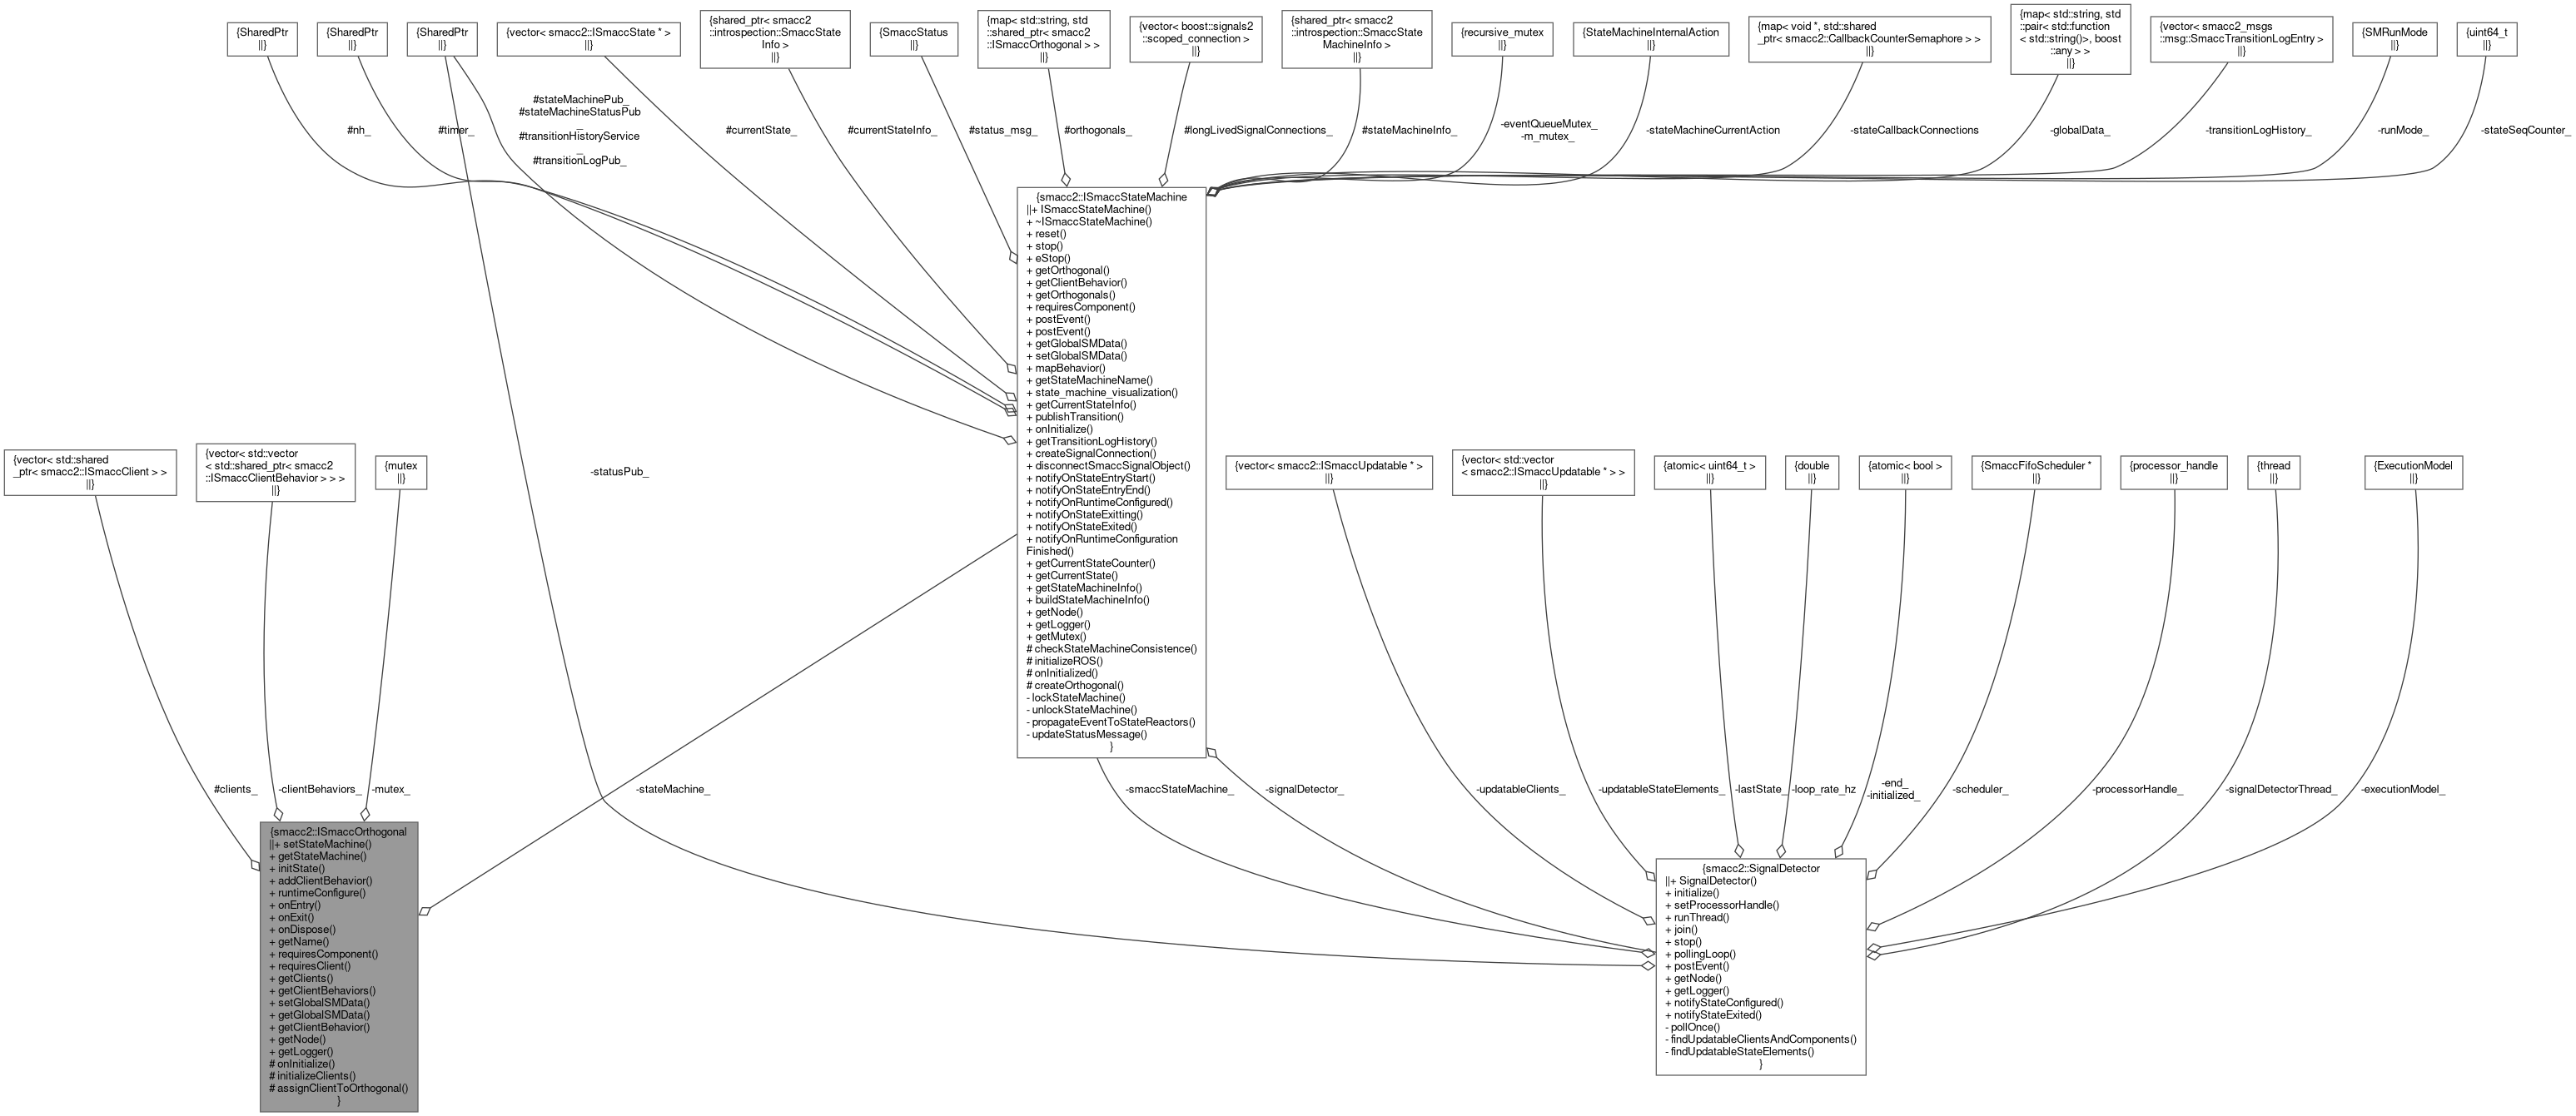 {SharedPtr
||}
{SharedPtr
||}
{SharedPtr
||}
{vector< smacc2::ISmaccState * >
||}
{shared_ptr< smacc2
::introspection::SmaccState
Info >
||}
{SmaccStatus
||}
{map< std::string, std
::shared_ptr< smacc2
::ISmaccOrthogonal > >
||}
{vector< boost::signals2
::scoped_connection >
||}
{shared_ptr< smacc2
::introspection::SmaccState
MachineInfo >
||}
{recursive_mutex
||}
{StateMachineInternalAction
||}
{map< void *, std::shared
_ptr< smacc2::CallbackCounterSemaphore > >
||}
{map< std::string, std
::pair< std::function
< std::string()>, boost
::any > >
||}
{vector< smacc2_msgs
::msg::SmaccTransitionLogEntry >
||}
{SMRunMode
||}
{uint64_t
||}
#nh_
#timer_
#stateMachinePub_
#stateMachineStatusPub
_
#transitionHistoryService
_
#transitionLogPub_
#currentState_
#currentStateInfo_
#status_msg_
#orthogonals_
#longLivedSignalConnections_
#stateMachineInfo_
-eventQueueMutex_
-m_mutex_
-stateMachineCurrentAction
-stateCallbackConnections
-globalData_
-transitionLogHistory_
-runMode_
-stateSeqCounter_
{smacc2::ISmaccStateMachine
||+ ISmaccStateMachine()
+ ~ISmaccStateMachine()
+ reset()
+ stop()
+ eStop()
+ getOrthogonal()
+ getClientBehavior()
+ getOrthogonals()
+ requiresComponent()
+ postEvent()
+ postEvent()
+ getGlobalSMData()
+ setGlobalSMData()
+ mapBehavior()
+ getStateMachineName()
+ state_machine_visualization()
+ getCurrentStateInfo()
+ publishTransition()
+ onInitialize()
+ getTransitionLogHistory()
+ createSignalConnection()
+ disconnectSmaccSignalObject()
+ notifyOnStateEntryStart()
+ notifyOnStateEntryEnd()
+ notifyOnRuntimeConfigured()
+ notifyOnStateExitting()
+ notifyOnStateExited()
+ notifyOnRuntimeConfiguration
Finished()
+ getCurrentStateCounter()
+ getCurrentState()
+ getStateMachineInfo()
+ buildStateMachineInfo()
+ getNode()
+ getLogger()
+ getMutex()
# checkStateMachineConsistence()
# initializeROS()
# onInitialized()
# createOrthogonal()
- lockStateMachine()
- unlockStateMachine()
- propagateEventToStateReactors()
- updateStatusMessage()
}
{vector< std::shared
_ptr< smacc2::ISmaccClient > >
||}
{vector< std::vector
< std::shared_ptr< smacc2
::ISmaccClientBehavior > > >
||}
{mutex
||}
-statusPub_
{vector< smacc2::ISmaccUpdatable * >
||}
{vector< std::vector
< smacc2::ISmaccUpdatable * > >
||}
{atomic< uint64_t >
||}
{double
||}
{atomic< bool >
||}
{SmaccFifoScheduler *
||}
{processor_handle
||}
{thread
||}
{ExecutionModel
||}
#clients_
-clientBehaviors_
-mutex_
-stateMachine_
-smaccStateMachine_
-signalDetector_
-updatableClients_
-updatableStateElements_
-lastState_
-loop_rate_hz
-end_
-initialized_
-scheduler_
-processorHandle_
-signalDetectorThread_
-executionModel_
{smacc2::ISmaccOrthogonal
||+ setStateMachine()
+ getStateMachine()
+ initState()
+ addClientBehavior()
+ runtimeConfigure()
+ onEntry()
+ onExit()
+ onDispose()
+ getName()
+ requiresComponent()
+ requiresClient()
+ getClients()
+ getClientBehaviors()
+ setGlobalSMData()
+ getGlobalSMData()
+ getClientBehavior()
+ getNode()
+ getLogger()
# onInitialize()
# initializeClients()
# assignClientToOrthogonal()
}
{smacc2::SignalDetector
||+ SignalDetector()
+ initialize()
+ setProcessorHandle()
+ runThread()
+ join()
+ stop()
+ pollingLoop()
+ postEvent()
+ getNode()
+ getLogger()
+ notifyStateConfigured()
+ notifyStateExited()
- pollOnce()
- findUpdatableClientsAndComponents()
- findUpdatableStateElements()
}